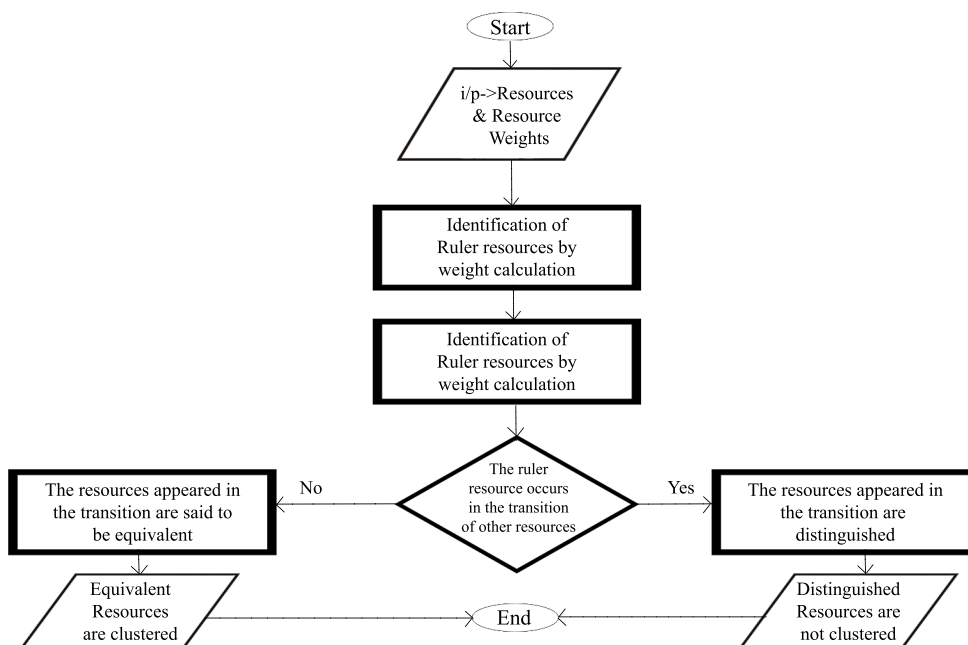 Start
i/p->Resources
& Resource
Weights
Identification of
Ruler resources by
weight calculation
Identification of
Ruler resources by
weight calculation
The ruler
resource occurs
in the transition
of other resources
No
Yes
The resources appeared in
the transition are said to
be equivalent
The resources appeared in
the transition are
distinguished
Equivalent
Resources
are clustered
End
Distinguished
Resources are
not clustered